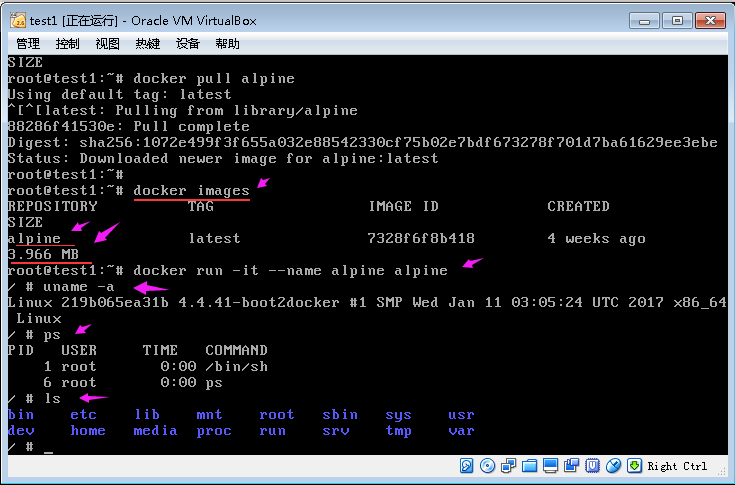 test1 [正在运行] - Oracle VM VirtualBox
管理 控制 视图 热键 设备 帮助
SIZE
root@test1:~# docker pull alpine
Using default tag: latest
^[^[latest: Pulling from library/alpine
88286f41530e: Pull complete
Digest: sha256:1072e499f3f655a032e88542330cf75b02e7bdf673278f701d7ba61629ee3ebe
Status: Downloaded newer image for alpine:latest
root@test1:~#
root@test1:~# docker images
REPOSITORY TAG IMAGE ID CREATED
SIZE
alpine latest 7328f6f8b418 4 weeks ago
3.966 MB
root@test1:~# docker run -it --name alpine alpine
/ # uname -a
Linux 219b065ea31b 4.4.41-boot2docker #1 SMP Wed Jan 11 03:05:24 UTC 2017 x86_64
Linux
/ # ps
PID USER TIME COMMAND
1 root 0:00 /bin/sh
6 root 0:00 ps
/ # ls
bin etc lib mnt root sbin sys usr
dev home media proc run srv tmp var
/ # _
Right Ctrl